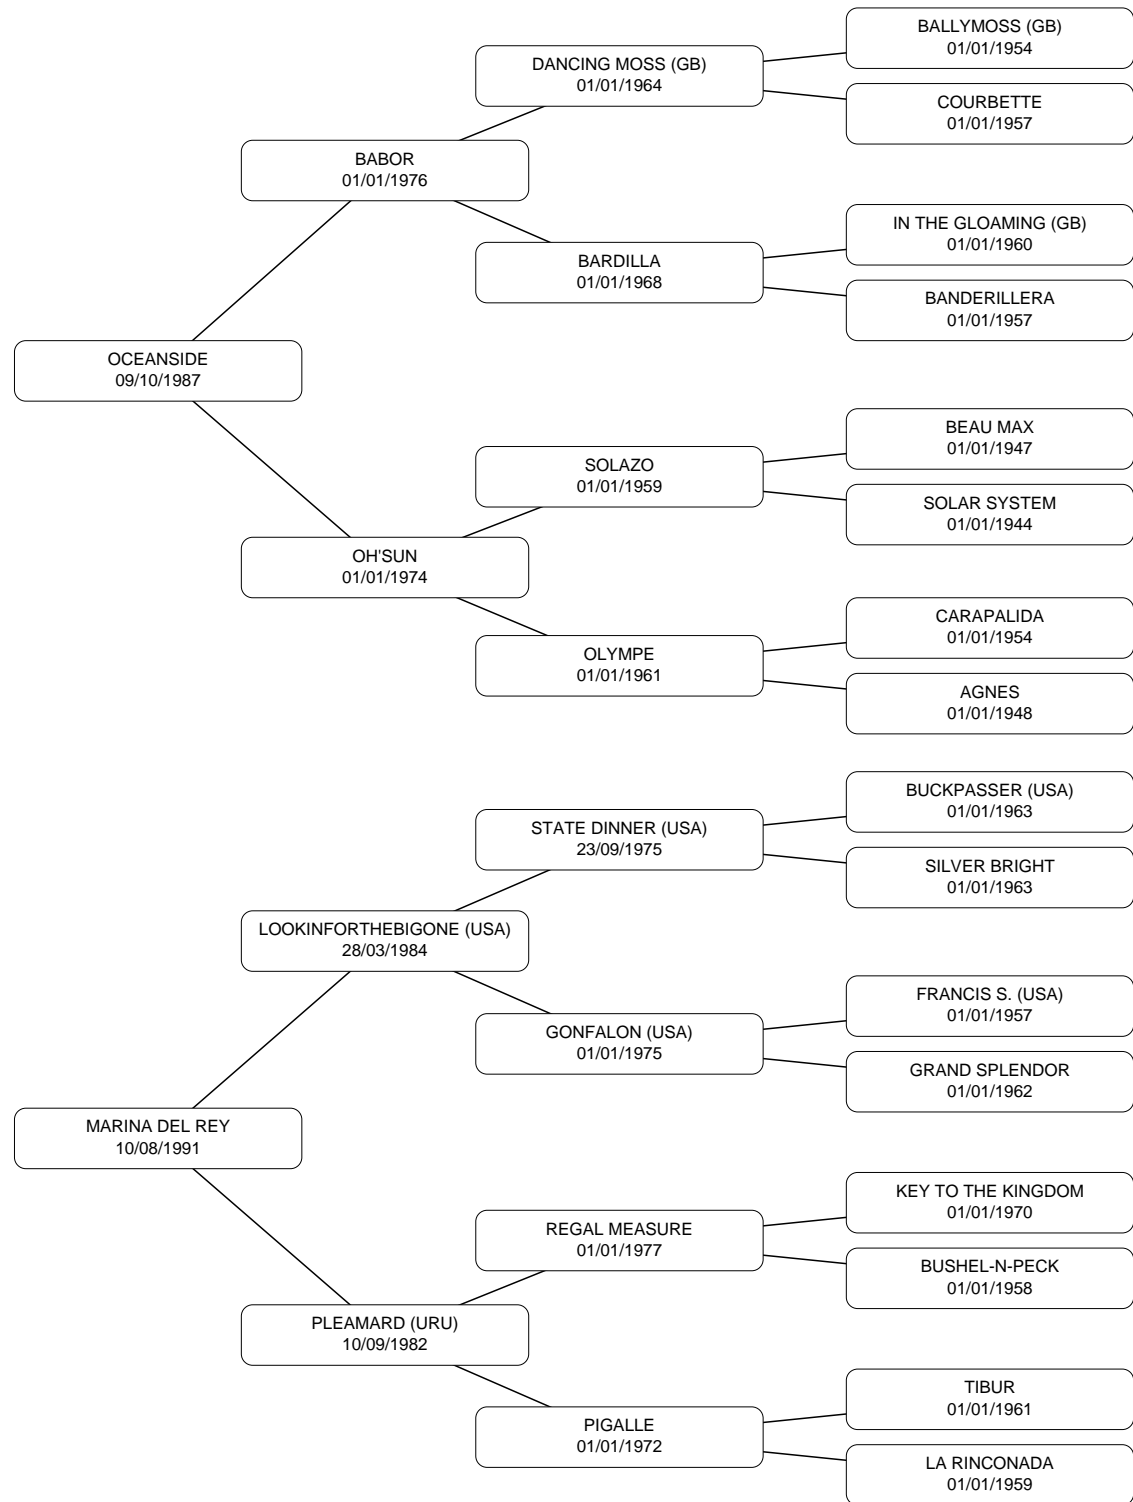 BALLYMOSS (GB)
01/01/1954
DANCING MOSS (GB)
01/01/1964
COURBETTE
01/01/1957
BABOR
01/01/1976
IN THE GLOAMING (GB)
01/01/1960
BARDILLA
01/01/1968
BANDERILLERA
01/01/1957
OCEANSIDE
09/10/1987
BEAU MAX
01/01/1947
SOLAZO
01/01/1959
SOLAR SYSTEM
01/01/1944
OH'SUN
01/01/1974
CARAPALIDA
01/01/1954
OLYMPE
01/01/1961
AGNES
01/01/1948
BUCKPASSER (USA)
01/01/1963
STATE DINNER (USA)
23/09/1975
SILVER BRIGHT
01/01/1963
LOOKINFORTHEBIGONE (USA)
28/03/1984
FRANCIS S. (USA)
01/01/1957
GONFALON (USA)
01/01/1975
GRAND SPLENDOR
01/01/1962
MARINA DEL REY
10/08/1991
KEY TO THE KINGDOM
01/01/1970
REGAL MEASURE
01/01/1977
BUSHEL-N-PECK
01/01/1958
PLEAMARD (URU)
10/09/1982
TIBUR
01/01/1961
PIGALLE
01/01/1972
LA RINCONADA
01/01/1959